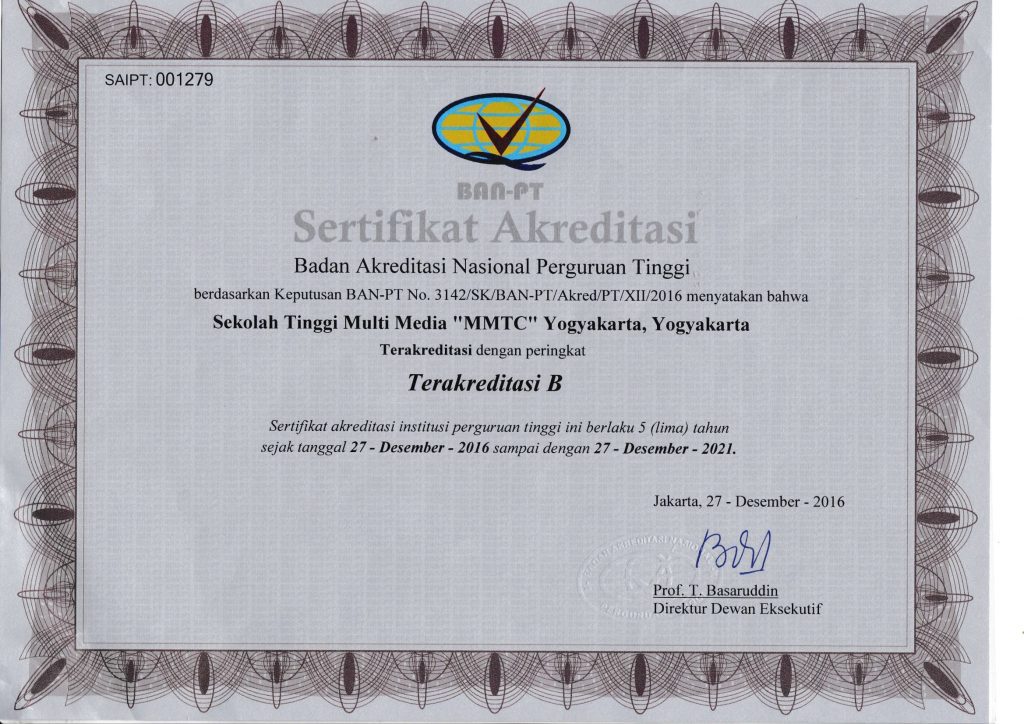 SAIPT: 001279
BAN-PT
Sertifikat Akreditasi
Badan Akreditasi Nasional Perguruan Tinggi
berdasarkan Keputusan BAN-PT No. 3142/SK/BAN-PT/Akred/PT/XII/2016 menyatakan bahwa
Sekolah Tinggi Multi Media "MMTC" Yogyakarta, Yogyakarta
Terakreditasi dengan peringkat
Terakreditasi B
Sertifikat akreditasi institusi perguruan tinggi ini berlaku 5 (lima) tahun
sejak tanggal 27 - Desember - 2016 sampai dengan 27 - Desember - 2021.
Jakarta, 27 - Desember - 2016
AKREDITASI NASIONAL
Prof. T. Basaruddin
Direktur Dewan Eksekutif